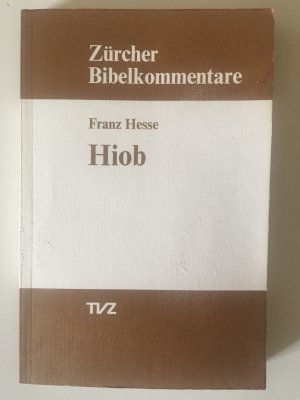 Zürcher
Bibelkommentare
Franz Hesse
Hiob
TVZ